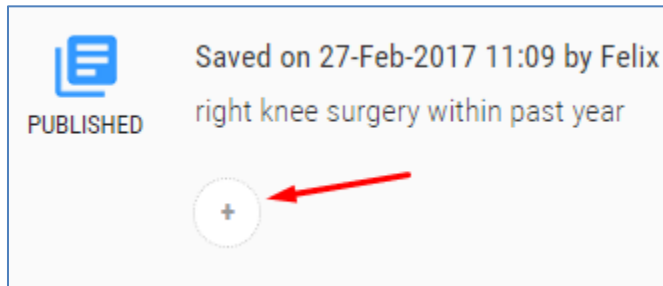 Saved on 27-Feb-2017 11:09 by Felix
right knee surgery within past year
PUBLISHED
+